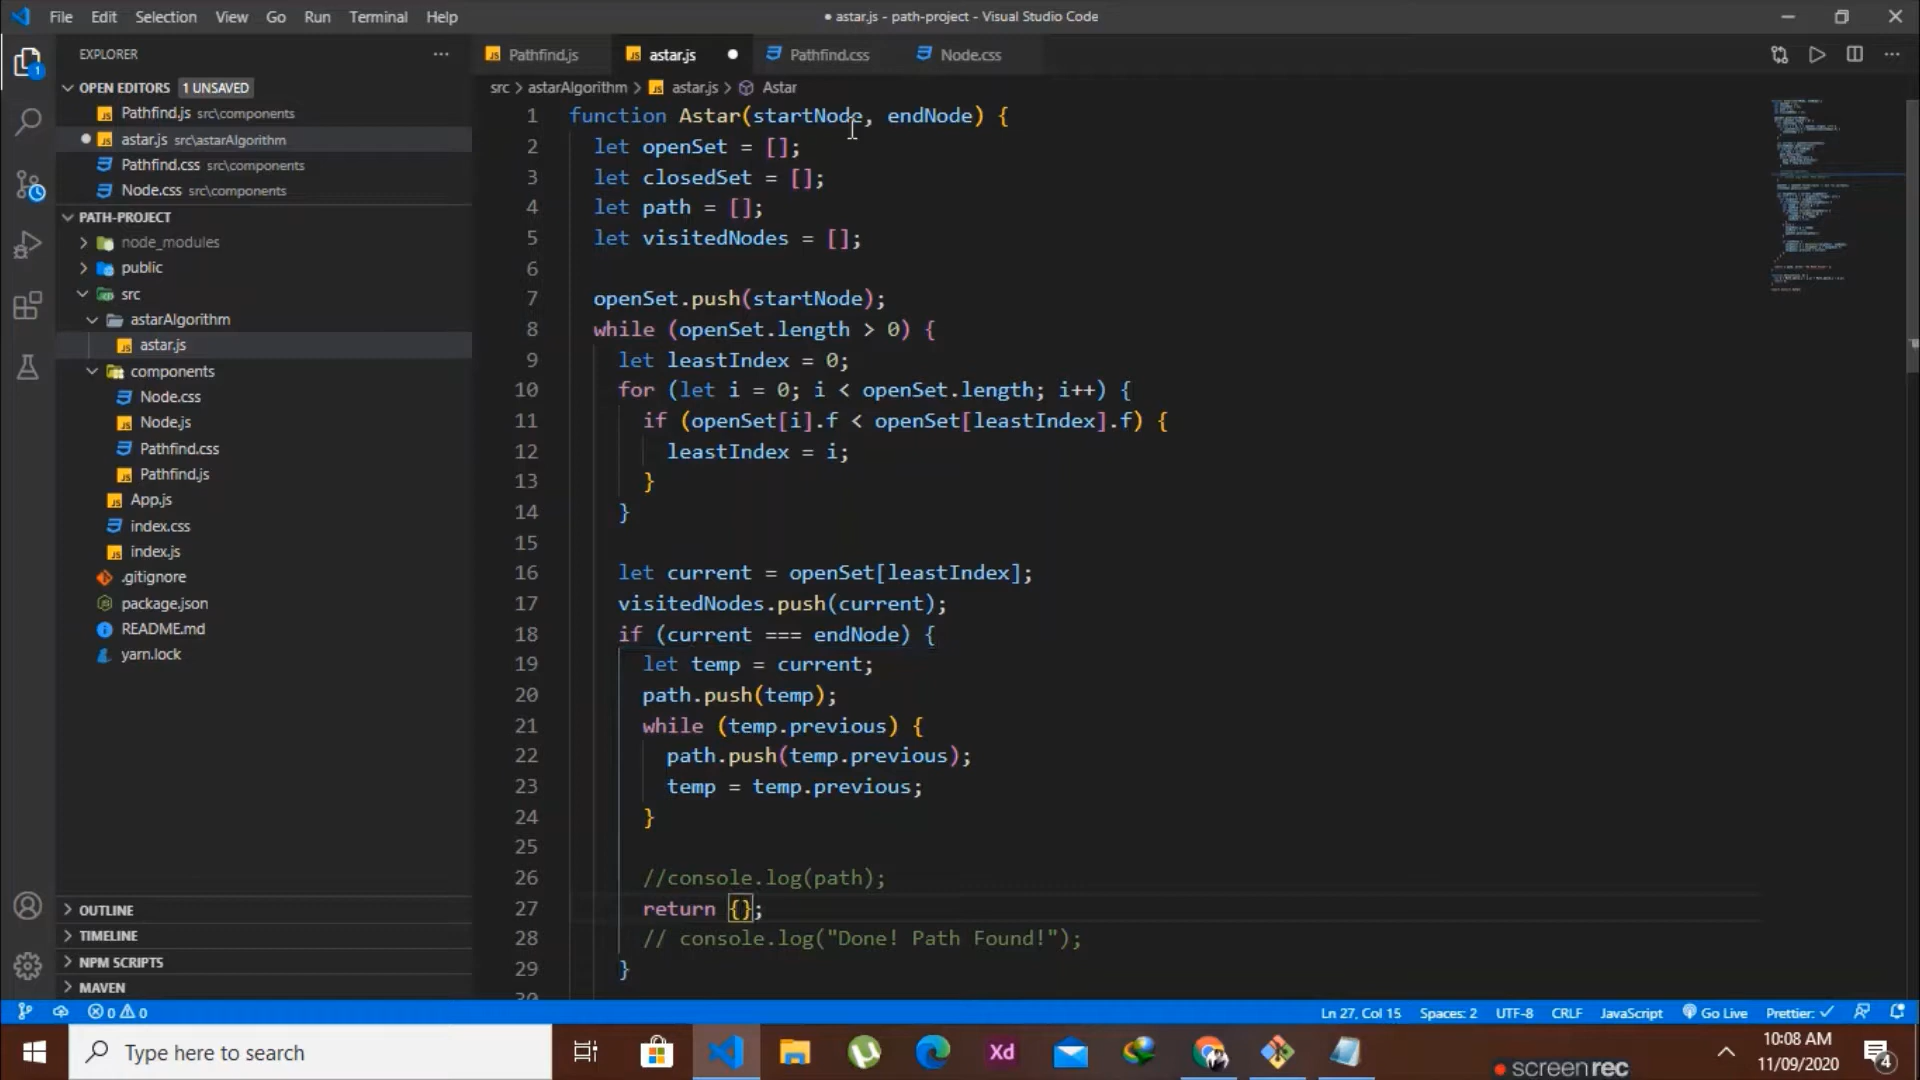 File Edit Selection View Go Run Terminal Help
● astar.js - path-project - Visual Studio Code
EXPLORER
OPEN EDITORS 1 UNSAVED
Pathfind.js src\components
astar.js src\astarAlgorithm
Pathfind.css src\components
Node.css src\components
PATH-PROJECT
node_modules
public
src
astarAlgorithm
astar.js
components
Node.css
Node.js
Pathfind.css
Pathfind.js
App.js
index.css
index.js
.gitignore
package.json
README.md
yarn.lock
OUTLINE
TIMELINE
NPM SCRIPTS
MAVEN
Pathfind.js astar.js Pathfind.css Node.css
src > astarAlgorithm > astar.js > Astar
1 function Astar(startNode, endNode) {
2 let openSet = [];
3 let closedSet = [];
4 let path = [];
5 let visitedNodes = [];
6
7 openSet.push(startNode);
8 while (openSet.length > 0) {
9 let leastIndex = 0;
10 for (let i = 0; i < openSet.length; i++) {
11 if (openSet[i].f < openSet[leastIndex].f) {
12 leastIndex = i;
13 }
14 }
15
16 let current = openSet[leastIndex];
17 visitedNodes.push(current);
18 if (current === endNode) {
19 let temp = current;
20 path.push(temp);
21 while (temp.previous) {
22 path.push(temp.previous);
23 temp = temp.previous;
24 }
25
26 //console.log(path);
27 return {};
28 // console.log("Done! Path Found!");
29 }
30
0 0 Ln 27, Col 15 Spaces: 2 UTF-8 CRLF JavaScript Go Live Prettier: ✓
Type here to search
Xd
10:08 AM
11/09/2020
4
screenrec